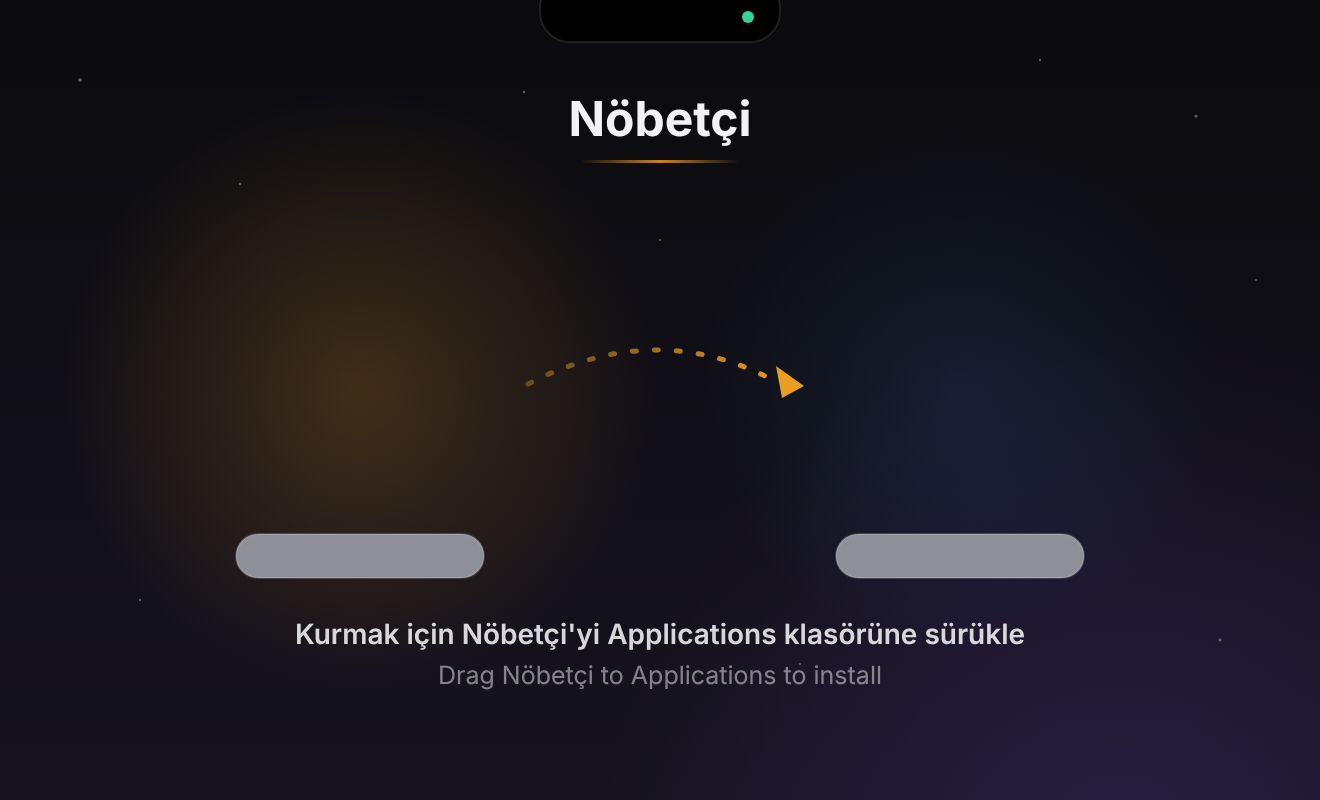 Nöbetçi
Kurmak için Nöbetçi'yi Applications klasörüne sürükle
Drag Nöbetçi to Applications to install